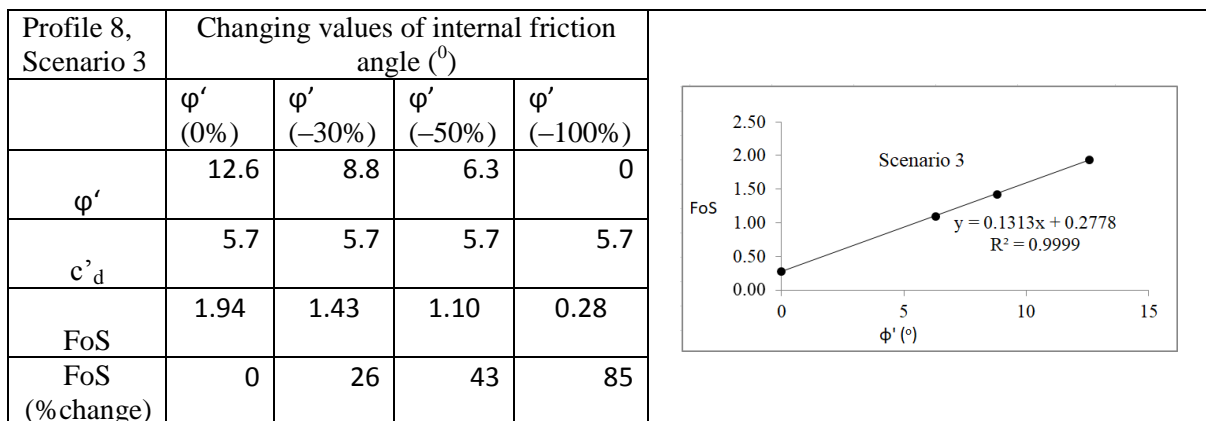 Profile 8,
Scenario 3
Changing values of internal friction
angle (⁰)
φ‘
(0%)
φ’
(–30%)
φ’
(–50%)
φ’
(–100%)
φ‘
12.6
8.8
6.3
0
c’d
5.7
5.7
5.7
5.7
FoS
1.94
1.43
1.10
0.28
FoS
(%change)
0
26
43
85
2.50
2.00
1.50
1.00
0.50
0.00
FoS
Scenario 3
y = 0.1313x + 0.2778
R² = 0.9999
0
5
10
15
ϕ' (º)